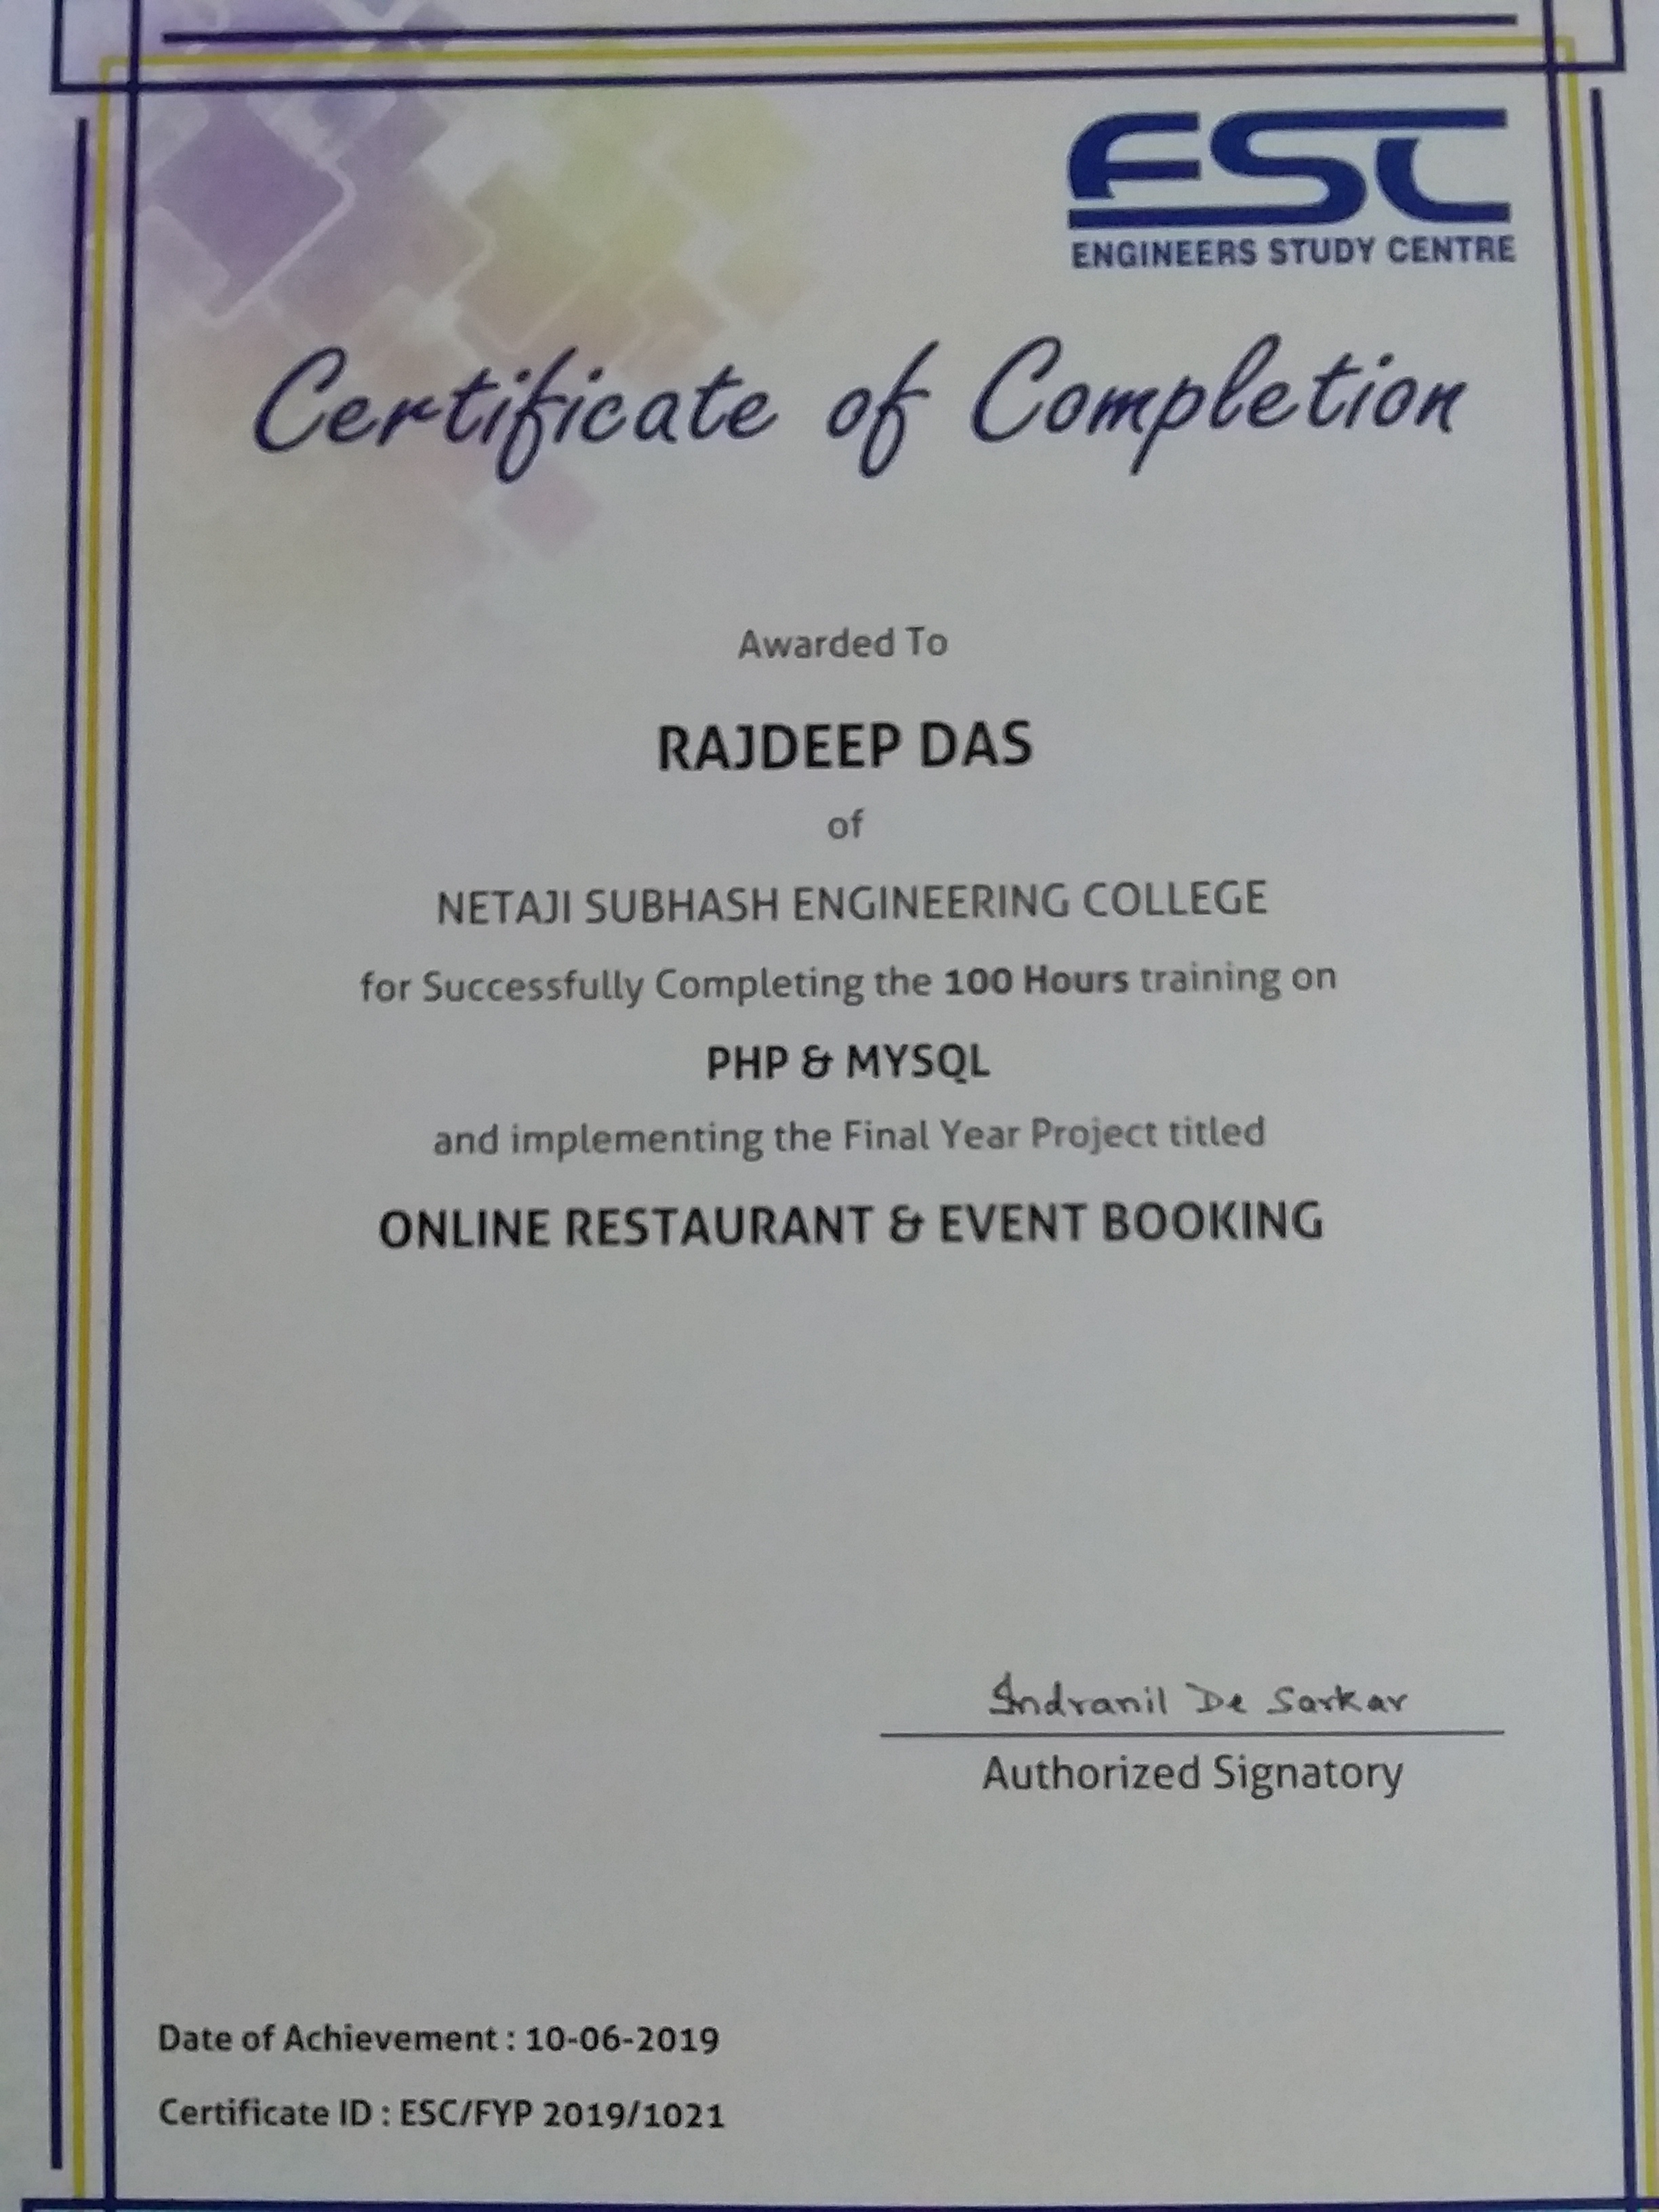 ESC
ENGINEERS STUDY CENTRE
Certificate of Completion
Awarded To
RAJDEEP DAS
of
NETAJI SUBHASH ENGINEERING COLLEGE
for Successfully Completing the 100 Hours training on
PHP & MYSQL
and implementing the Final Year Project titled
ONLINE RESTAURANT & EVENT BOOKING
Indranil De Sarkar
Authorized Signatory
Date of Achievement : 10-06-2019
Certificate ID : ESC/FYP 2019/1021